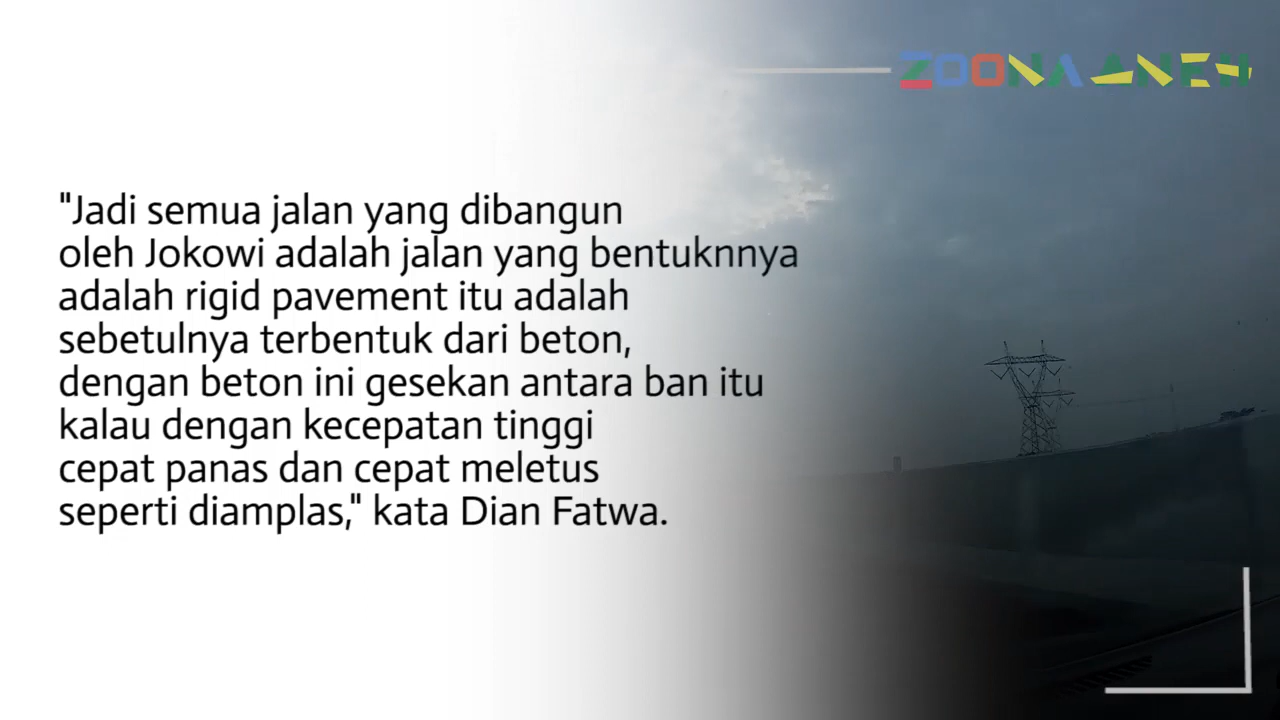 ZOONA ANEH
"Jadi semua jalan yang dibangun
oleh Jokowi adalah jalan yang bentuknnya
adalah rigid pavement itu adalah
sebetulnya terbentuk dari beton,
dengan beton ini gesekan antara ban itu
kalau dengan kecepatan tinggi
cepat panas dan cepat meletus
seperti diamplas," kata Dian Fatwa.